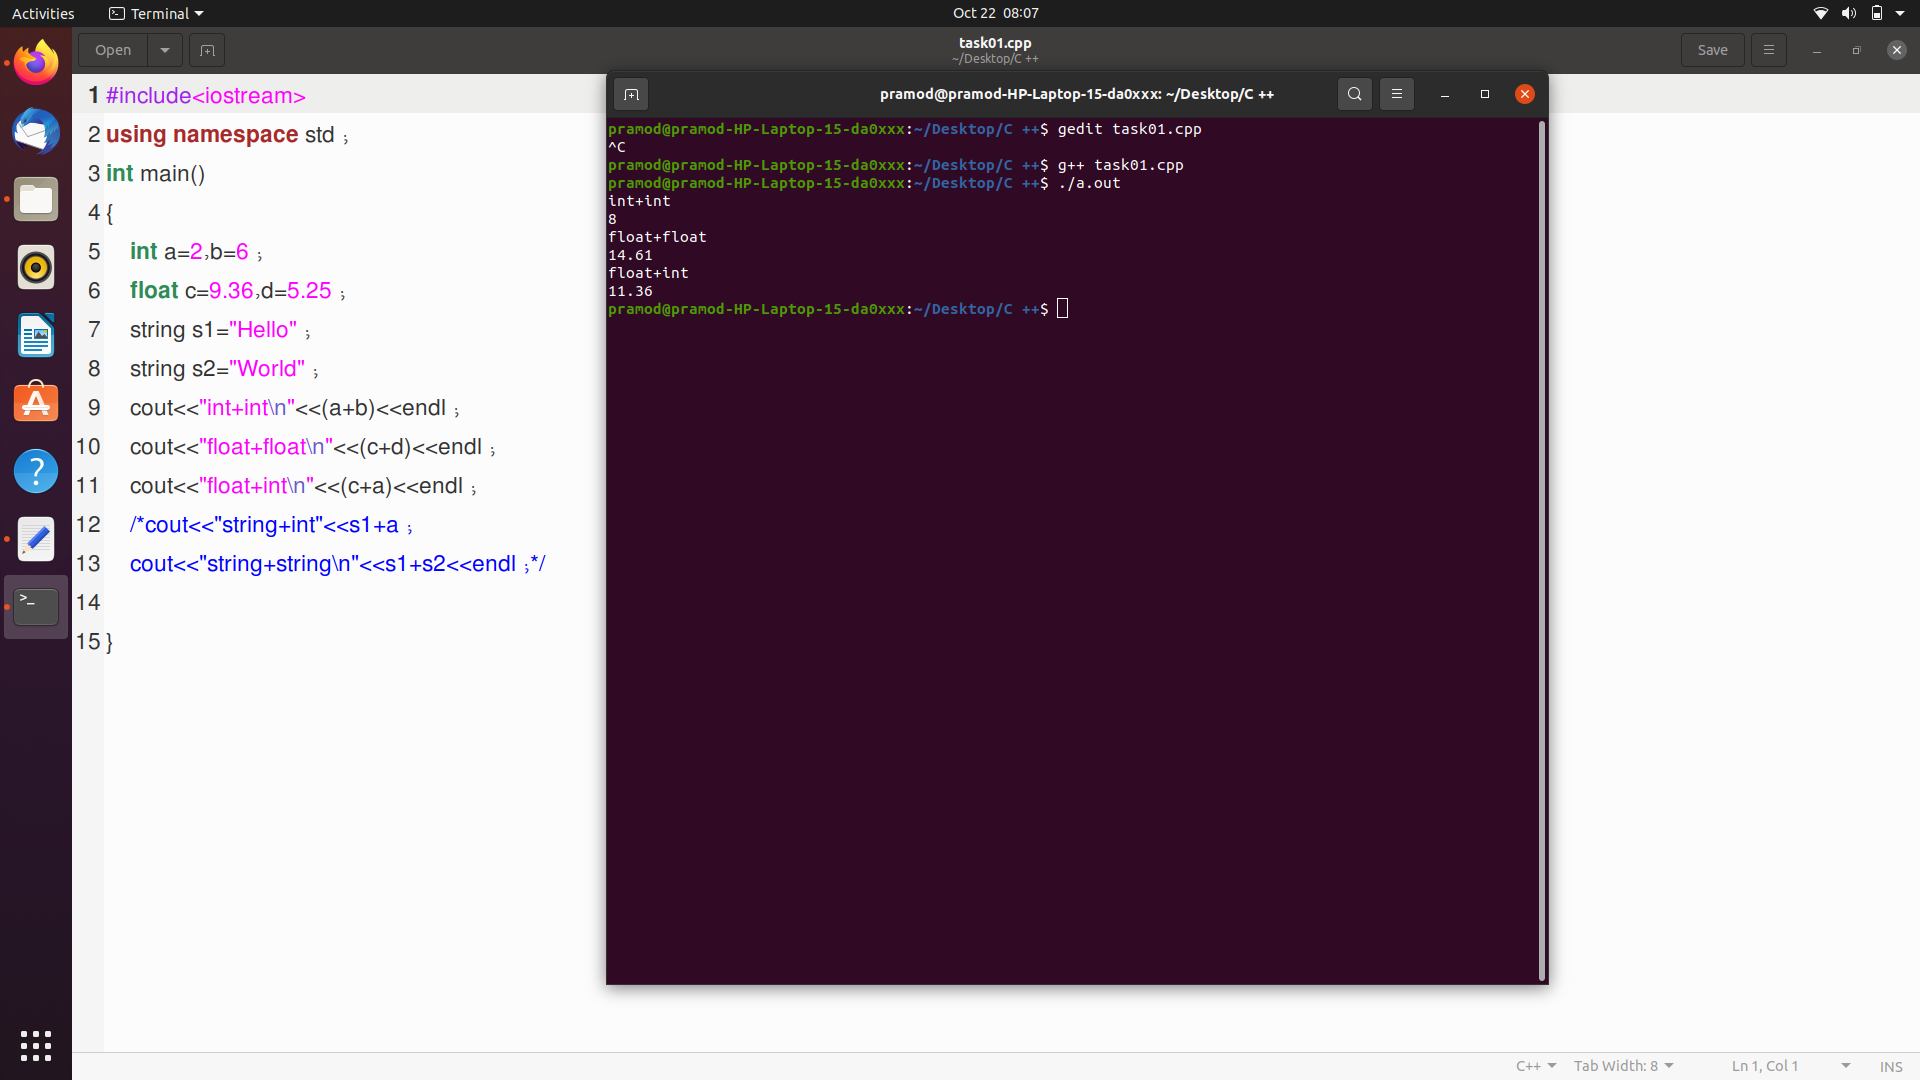 Activities Terminal Oct 22 08:07
Open task01.cpp Save
~/Desktop/C ++
1 #include<iostream>
2 using namespace std ;
3 int main()
4 {
5 int a=2,b=6 ;
6 float c=9.36,d=5.25 ;
7 string s1="Hello" ;
8 string s2="World" ;
9 cout<<"int+int\n"<<(a+b)<<endl ;
10 cout<<"float+float\n"<<(c+d)<<endl ;
11 cout<<"float+int\n"<<(c+a)<<endl ;
12 /*cout<<"string+int"<<s1+a ;
13 cout<<"string+string\n"<<s1+s2<<endl ;*/
14
15 }
pramod@pramod-HP-Laptop-15-da0xxx: ~/Desktop/C ++
pramod@pramod-HP-Laptop-15-da0xxx:~/Desktop/C ++$ gedit task01.cpp
^C
pramod@pramod-HP-Laptop-15-da0xxx:~/Desktop/C ++$ g++ task01.cpp
pramod@pramod-HP-Laptop-15-da0xxx:~/Desktop/C ++$ ./a.out
int+int
8
float+float
14.61
float+int
11.36
pramod@pramod-HP-Laptop-15-da0xxx:~/Desktop/C ++$
C++ Tab Width: 8 Ln 1, Col 1 INS